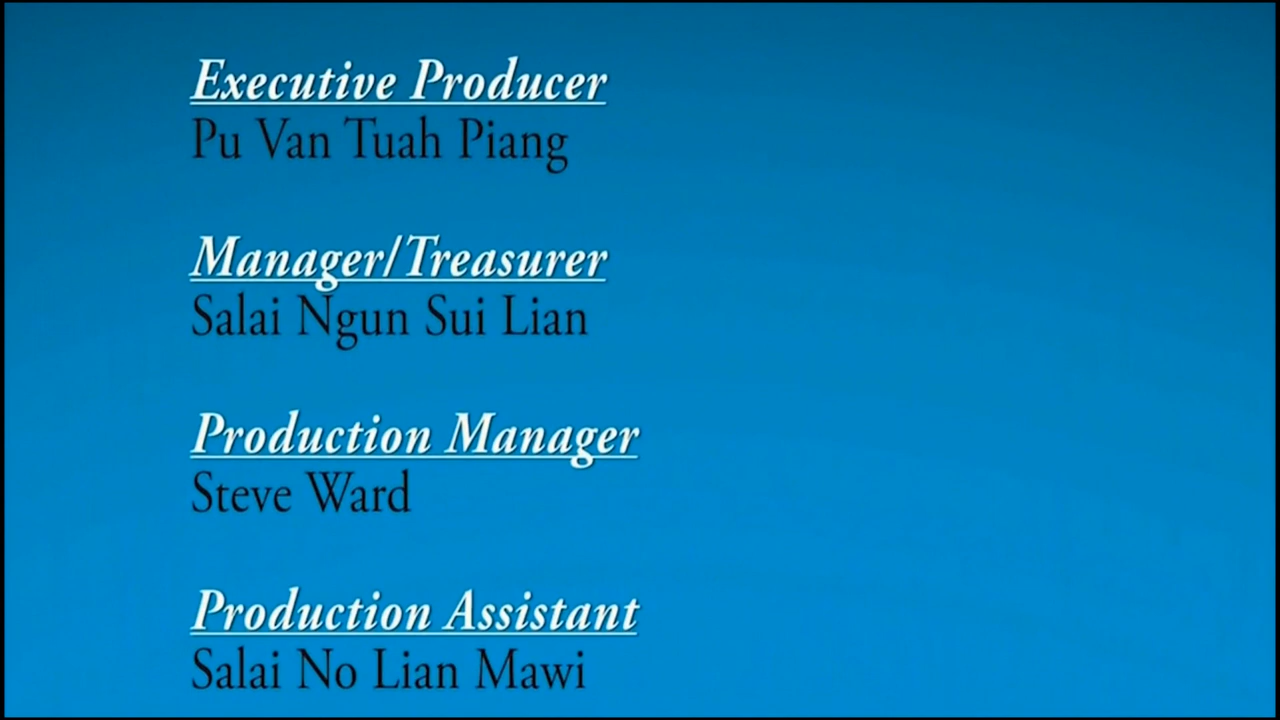 Executive Producer
Pu Van Tuah Piang
Manager/Treasurer
Salai Ngun Sui Lian
Production Manager
Steve Ward
Production Assistant
Salai No Lian Mawi